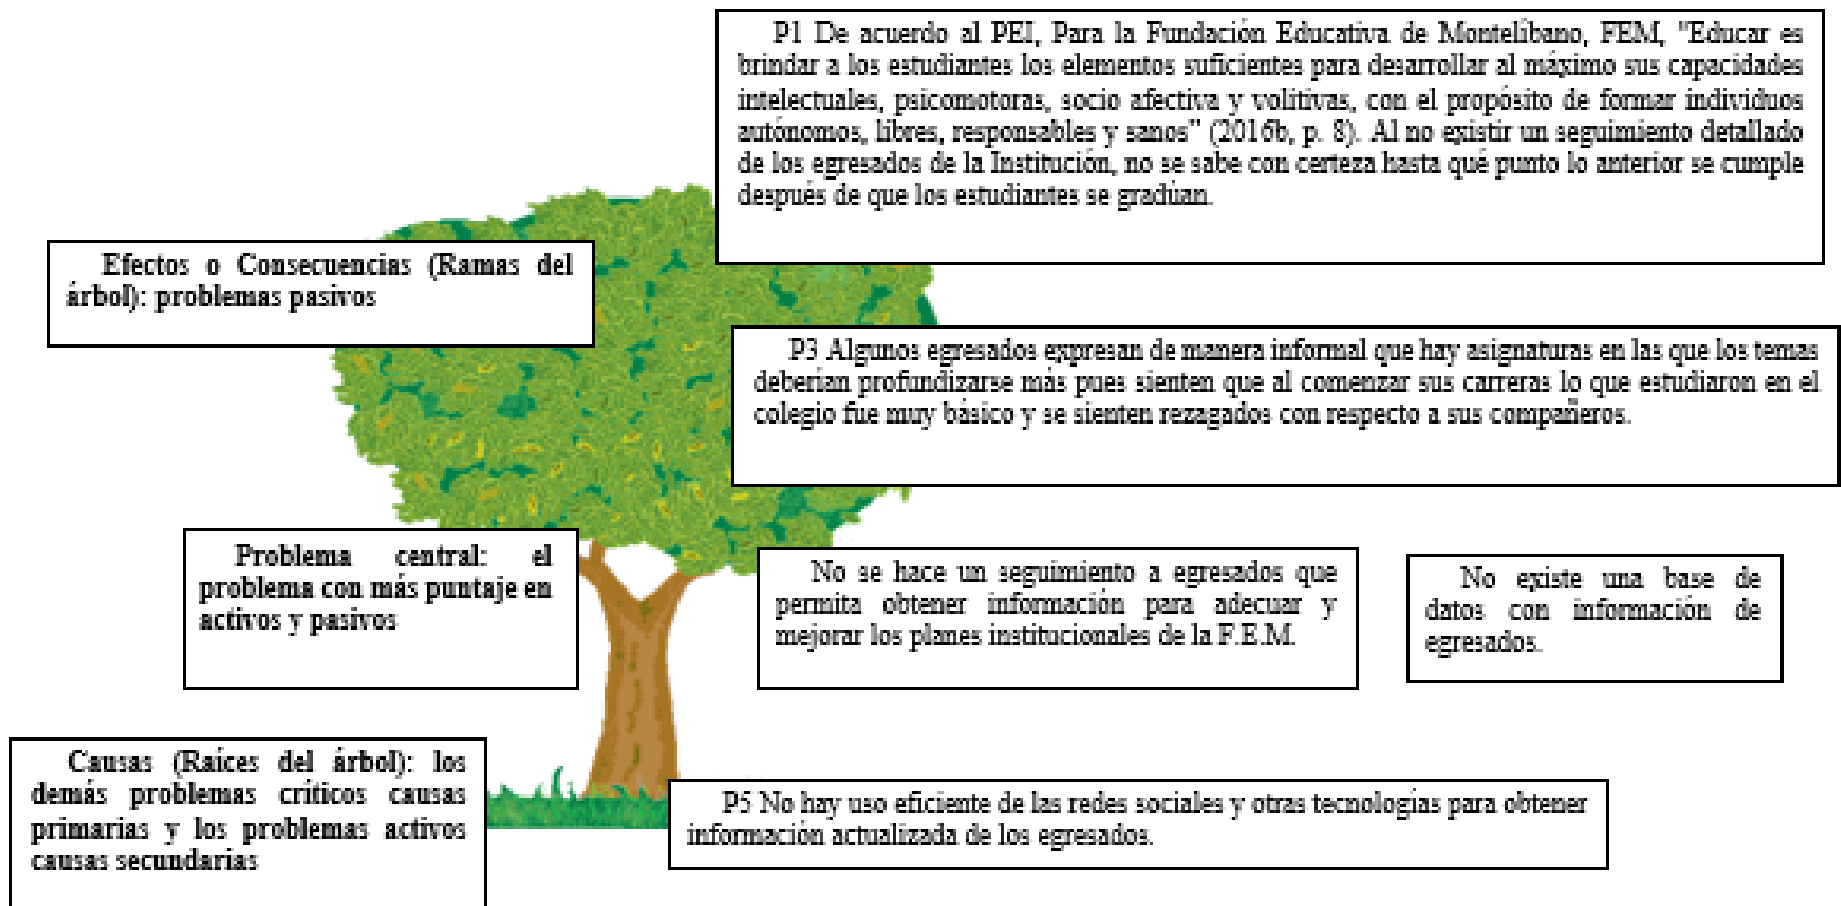 P1 De acuerdo al PEI, Para la Fundación Educativa de Montelíbano, FEM, "Educar es
brindar a los estudiantes los elementos suficientes para desarrollar al máximo sus capacidades
intelectuales, psicomotoras, socio afectiva y volitivas, con el propósito de formar individuos
autónomos, libres, responsables y sanos" (2016b, p. 8). Al no existir un seguimiento detallado
de los egresados de la Institución, no se sabe con certeza hasta qué punto lo anterior se cumple
después de que los estudiantes se gradúan.
Efectos o Consecuencias (Ramas del
árbol): problemas pasivos
P3 Algunos egresados expresan de manera informal que hay asignaturas en las que los temas
deberían profundizarse más pues sienten que al comenzar sus carreras lo que estudiaron en el
colegio fue muy básico y se sienten rezagados con respecto a sus compañeros.
Problema central: el
problema con más puntaje en
activos y pasivos
No se hace un seguimiento a egresados que
permita obtener información para adecuar y
mejorar los planes institucionales de la F.E.M.
No existe una base de
datos con información de
egresados.
Causas (Raíces del árbol): los
demás problemas críticos causas
primarias y los problemas activos
causas secundarias
P5 No hay uso eficiente de las redes sociales y otras tecnologías para obtener
información actualizada de los egresados.